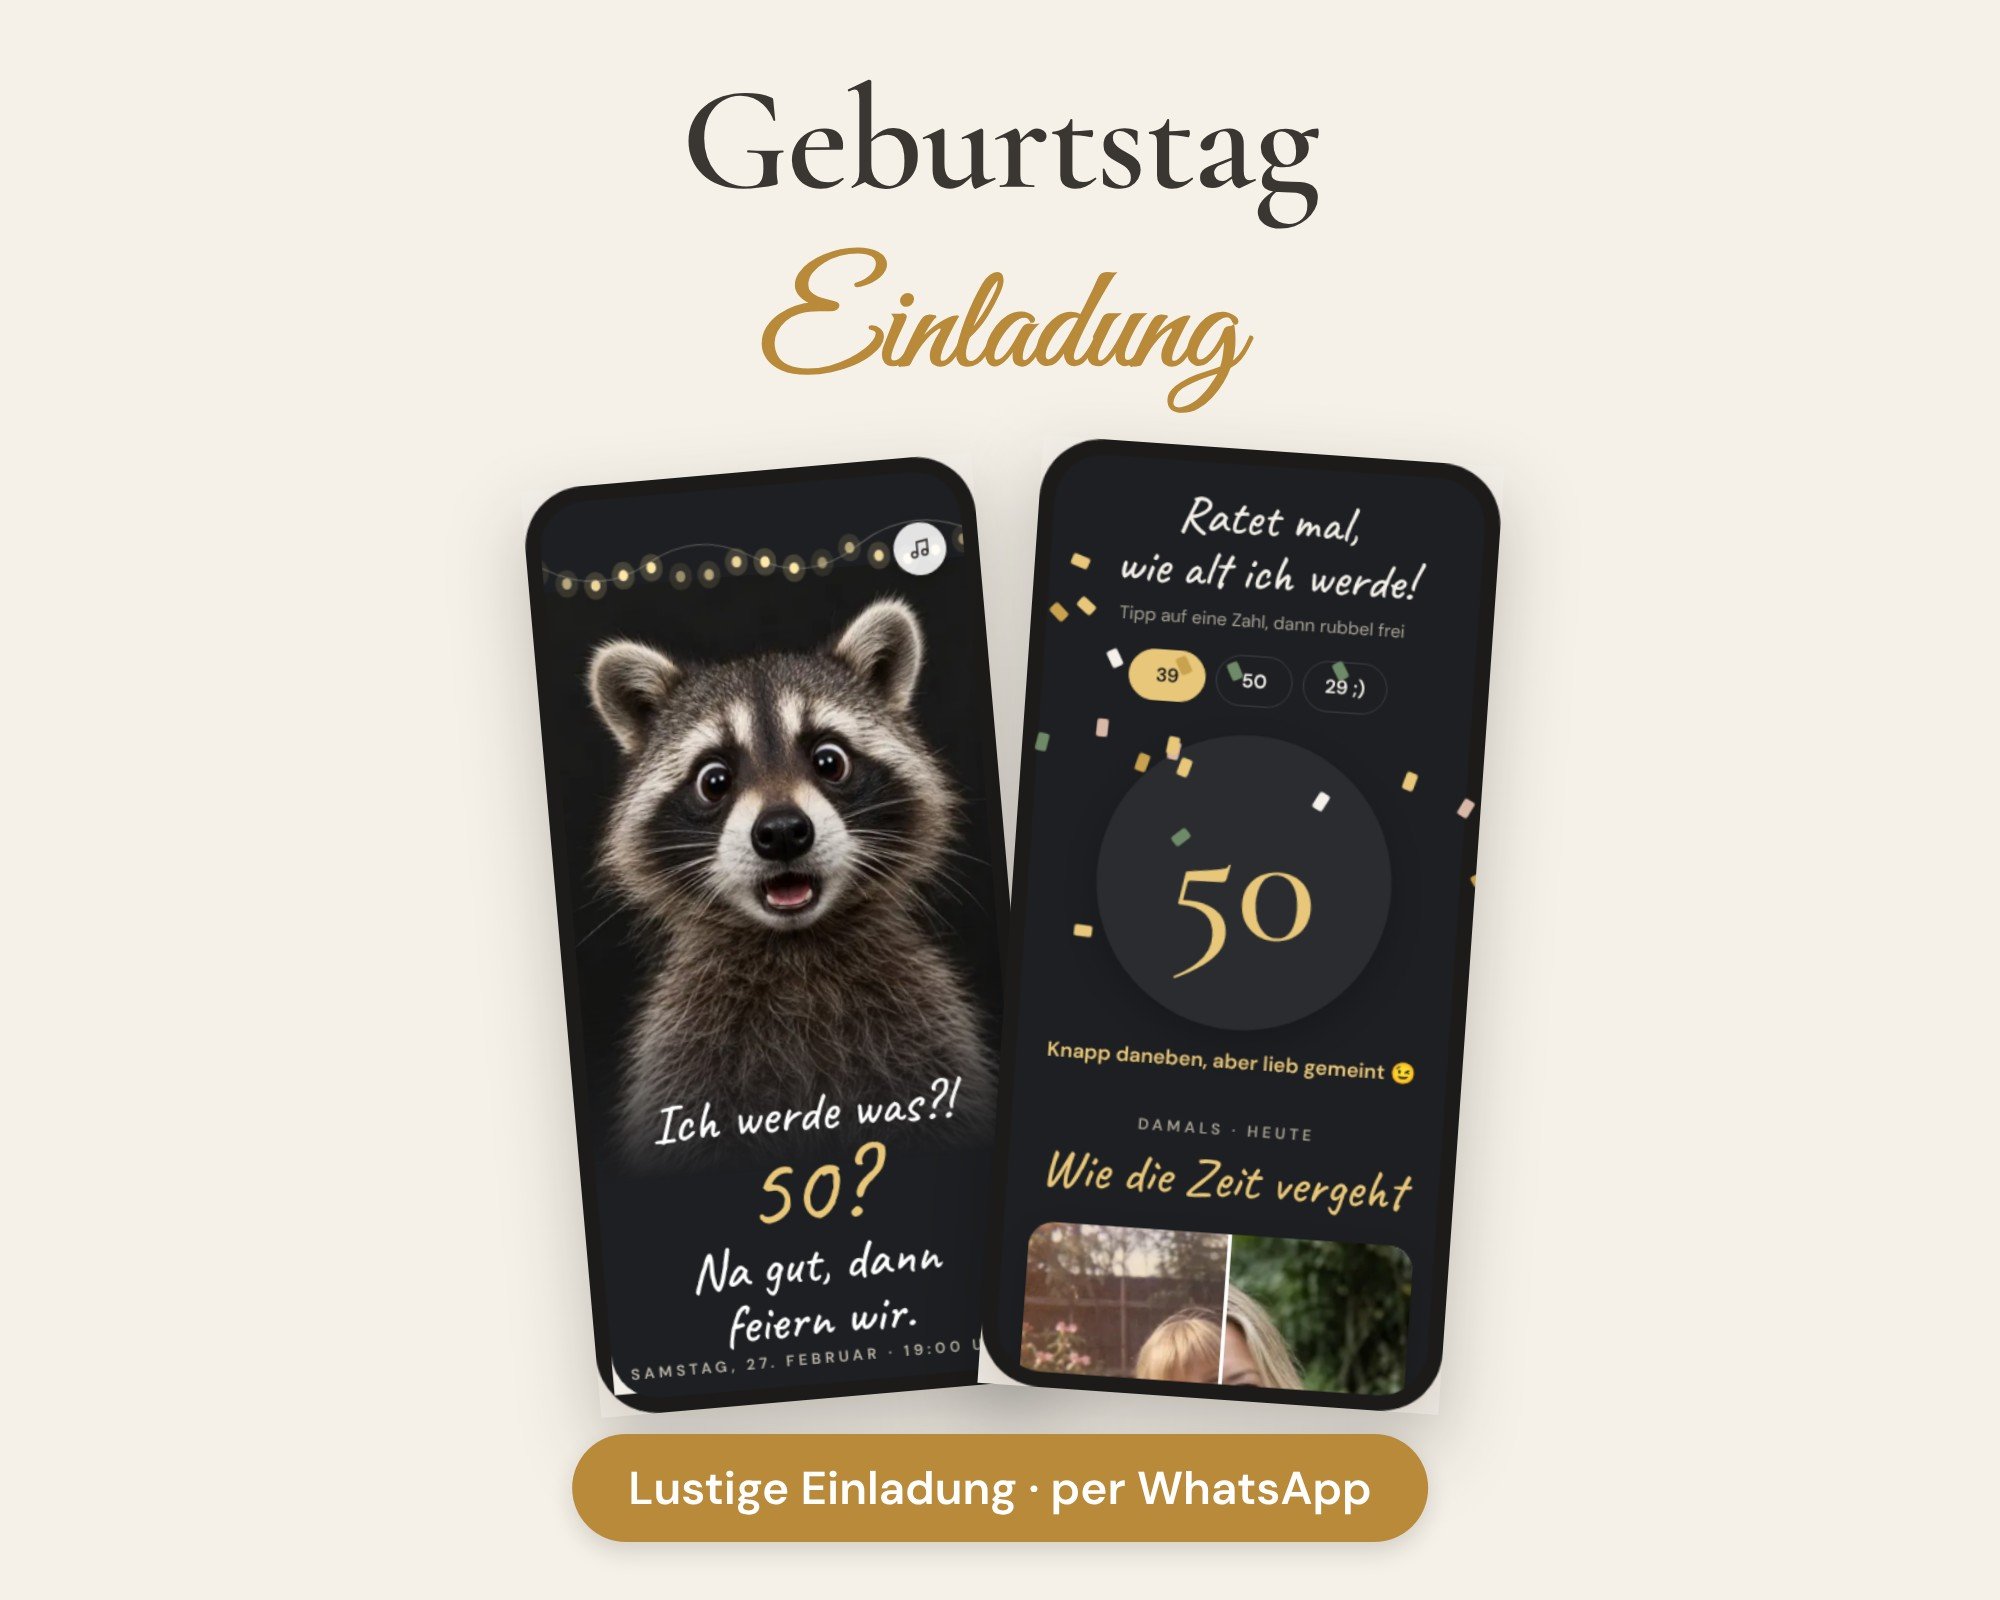 Geburtstag
Einladung
Ich werde was?!
50?
Na gut, dann
feiern wir.
SAMSTAG, 27. FEBRUAR · 19:00
Ratet mal,
wie alt ich werde!
Tipp auf eine Zahl, dann rubbel frei
39 50 29 ;)
50
Knapp daneben, aber lieb gemeint 😉
DAMALS · HEUTE
Wie die Zeit vergeht
Lustige Einladung · per WhatsApp